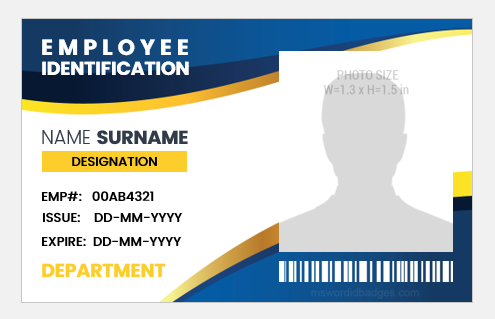 EMPLOYEE
IDENTIFICATION
PHOTO SIZE
W=1.3 x H=1.5 in
NAME SURNAME
DESIGNATION
EMP#: 00AB4321
ISSUE: DD-MM-YYYY
EXPIRE: DD-MM-YYYY
DEPARTMENT
mswordidbadges.com